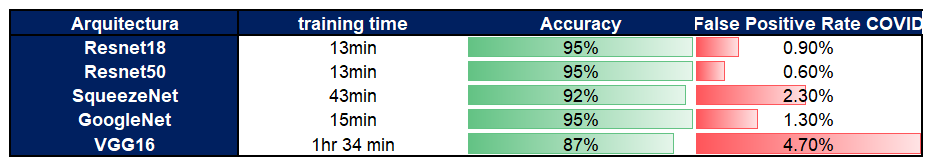 Arquitectura training time Accuracy False Positive Rate COVID
Resnet18 13min 95% 0.90%
Resnet50 13min 95% 0.60%
SqueezeNet 43min 92% 2.30%
GoogleNet 15min 95% 1.30%
VGG16 1hr 34 min 87% 4.70%